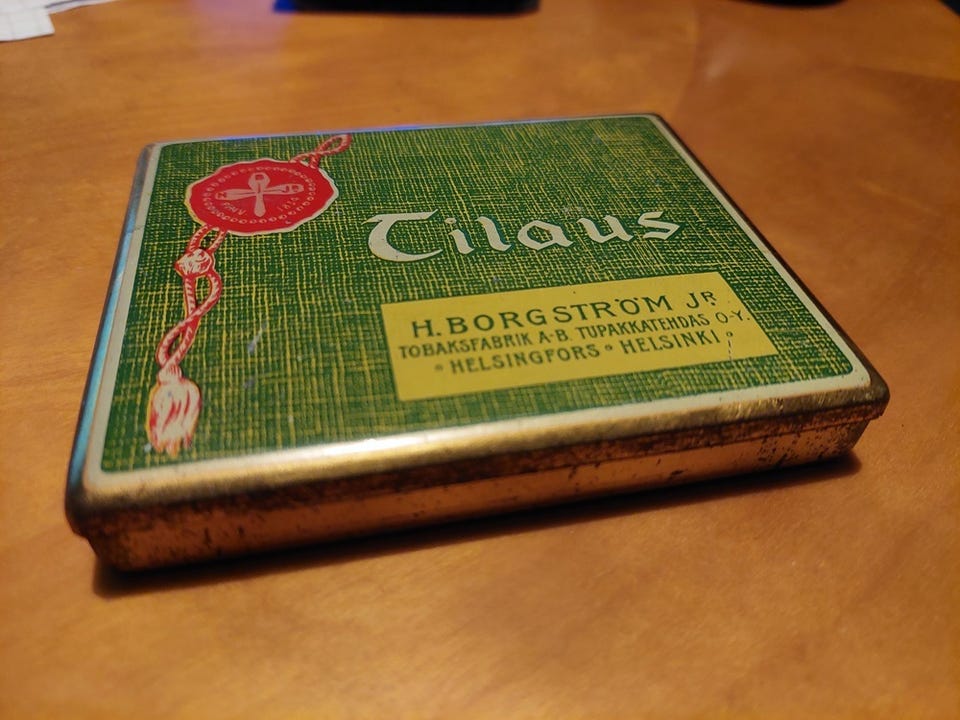 Tilaus
H. BORGSTRÖM JR
TOBAKSFABRIK A-B. TUPAKKATEHDAS O-Y.
HELSINGFORS HELSINKI